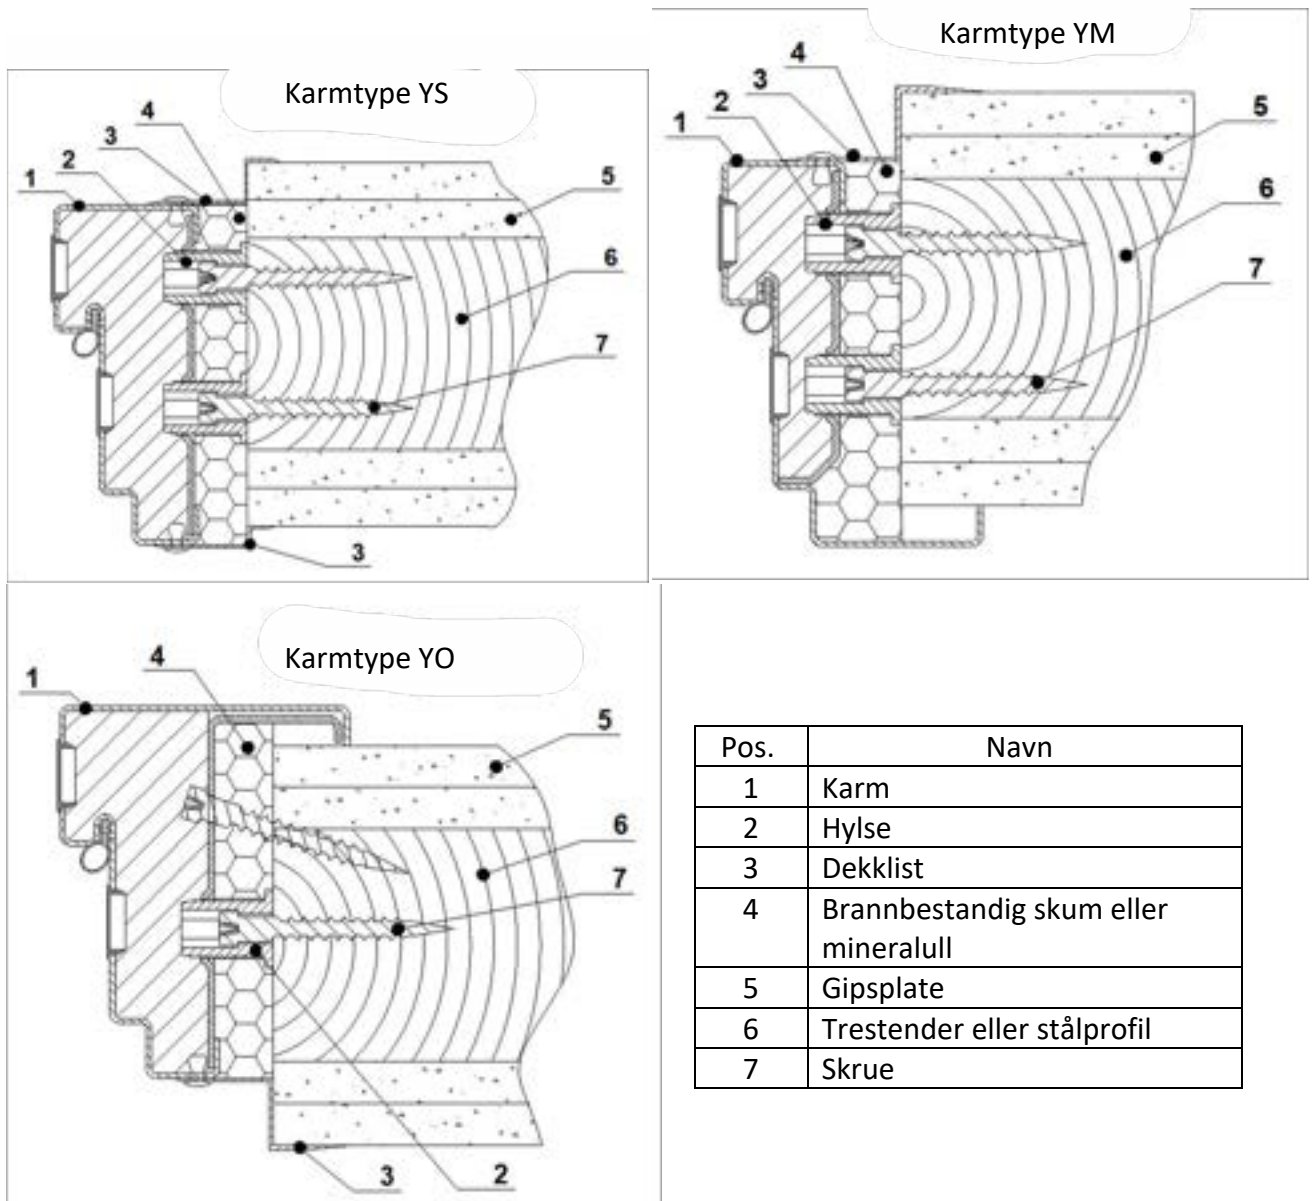 Karmtype YS
4
3
2
1
5
6
7
3
Karmtype YM
4
3
2
1
5
6
7
Karmtype YO
4
1
5
6
7
3
2
Pos. Navn
1 Karm
2 Hylse
3 Dekklist
4 Brannbestandig skum eller
mineralull
5 Gipsplate
6 Trestender eller stålprofil
7 Skrue